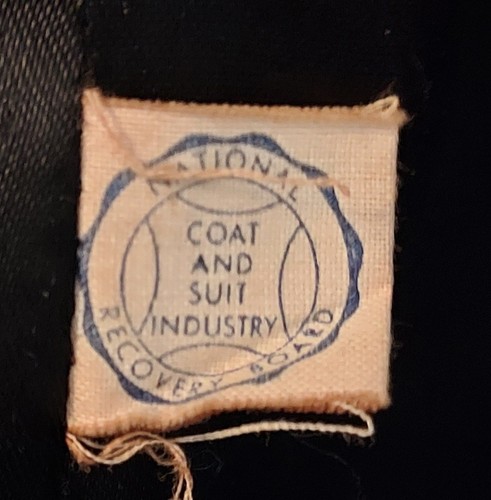 NATIONAL
COAT
AND
SUIT
INDUSTRY
RECOVERY BOARD